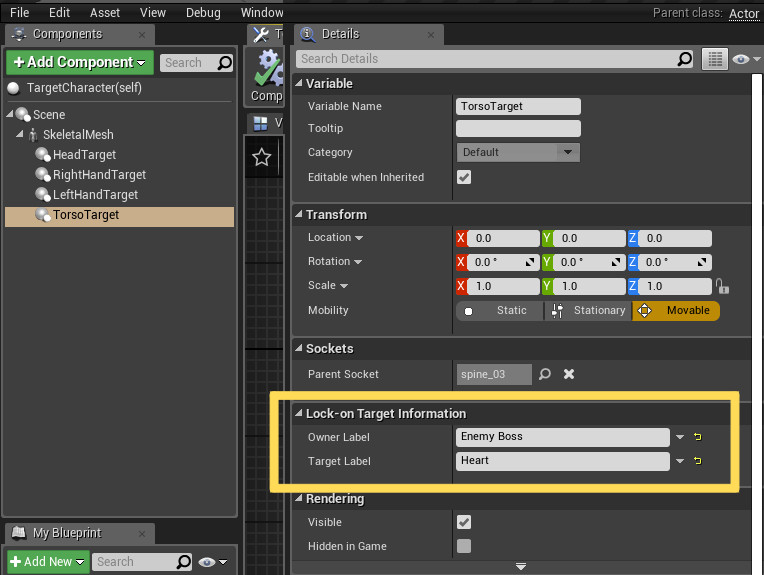 File Edit Asset View Debug Window
Parent class: Actor
Components
+Add Component
Search
TargetCharacter(self)
Scene
SkeletalMesh
HeadTarget
RightHandTarget
LeftHandTarget
TorsoTarget
My Blueprint
+Add New
Search
Comp
V
Details
Search Details
Variable
Variable Name TorsoTarget
Tooltip
Category Default
Editable when Inherited
Transform
Location X 0.0 Y 0.0 Z 0.0
Rotation X 0.0 ° Y 0.0 ° Z 0.0 °
Scale X 1.0 Y 1.0 Z 1.0
Mobility Static Stationary Movable
Sockets
Parent Socket spine_03
Lock-on Target Information
Owner Label Enemy Boss
Target Label Heart
Rendering
Visible
Hidden in Game